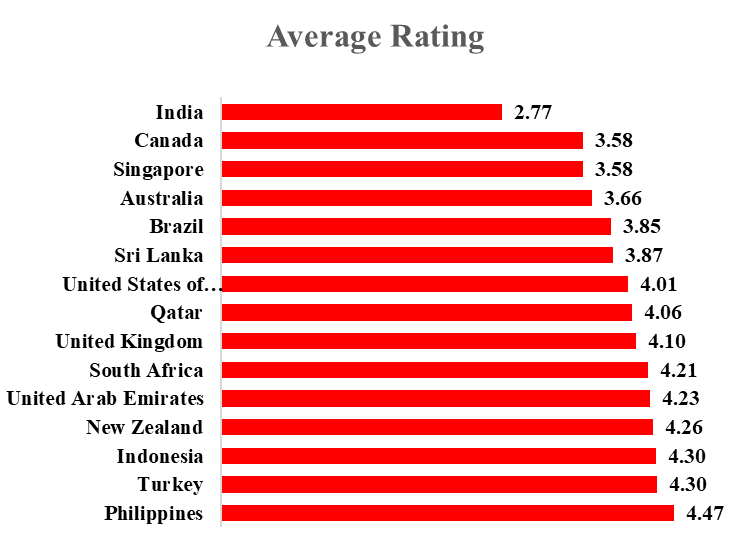 Average Rating
India 2.77
Canada 3.58
Singapore 3.58
Australia 3.66
Brazil 3.85
Sri Lanka 3.87
United States of… 4.01
Qatar 4.06
United Kingdom 4.10
South Africa 4.21
United Arab Emirates 4.23
New Zealand 4.26
Indonesia 4.30
Turkey 4.30
Philippines 4.47